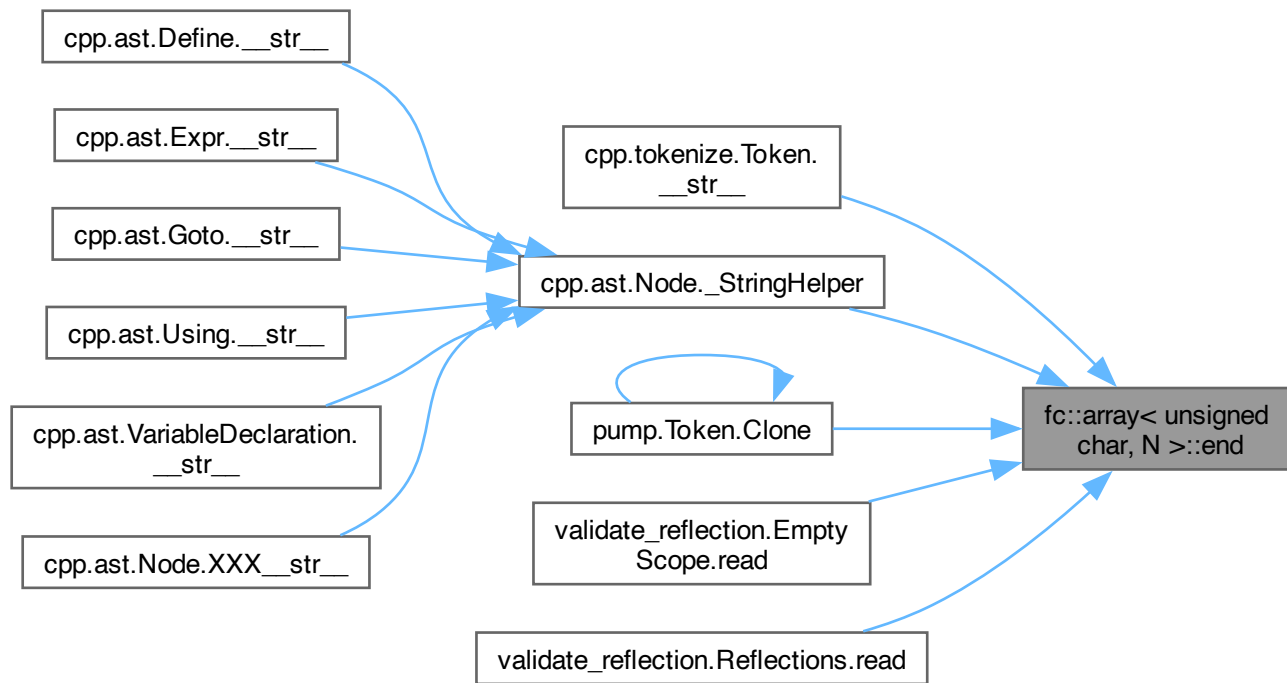 cpp.ast.Define.__str__
cpp.ast.Expr.__str__
cpp.ast.Goto.__str__
cpp.ast.Using.__str__
cpp.ast.VariableDeclaration.
__str__
cpp.ast.Node.XXX__str__
cpp.tokenize.Token.
__str__
cpp.ast.Node._StringHelper
pump.Token.Clone
validate_reflection.Empty
Scope.read
validate_reflection.Reflections.read
fc::array< unsigned
char, N >::end